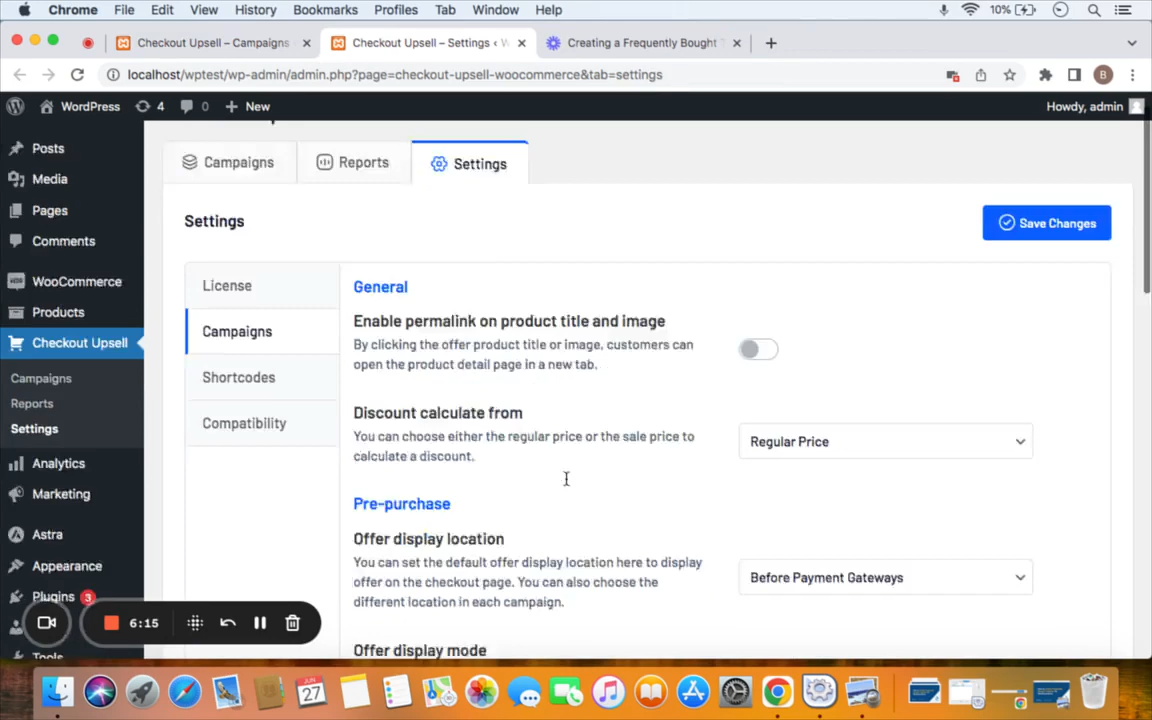 Chrome File Edit View History Bookmarks Profiles Tab Window Help 10%
Checkout Upsell – Campaigns Checkout Upsell – Settings ‹ W Creating a Frequently Bought T
localhost/wptest/wp-admin/admin.php?page=checkout-upsell-woocommerce&tab=settings B
WordPress 4 0 New Howdy, admin
Posts
Media
Pages
Comments
WooCommerce
Products
Checkout Upsell
Campaigns
Reports
Settings
Analytics
Marketing
Astra
Appearance
Plugins 3
Tools
Campaigns Reports Settings
Settings
Save Changes
License
Campaigns
Shortcodes
Compatibility
General
Enable permalink on product title and image
By clicking the offer product title or image, customers can
open the product detail page in a new tab.
Discount calculate from
You can choose either the regular price or the sale price to
calculate a discount.
Regular Price
Pre-purchase
Offer display location
You can set the default offer display location here to display
offer on the checkout page. You can also choose the
different location in each campaign.
Before Payment Gateways
Offer display mode
6:15
JUN
27